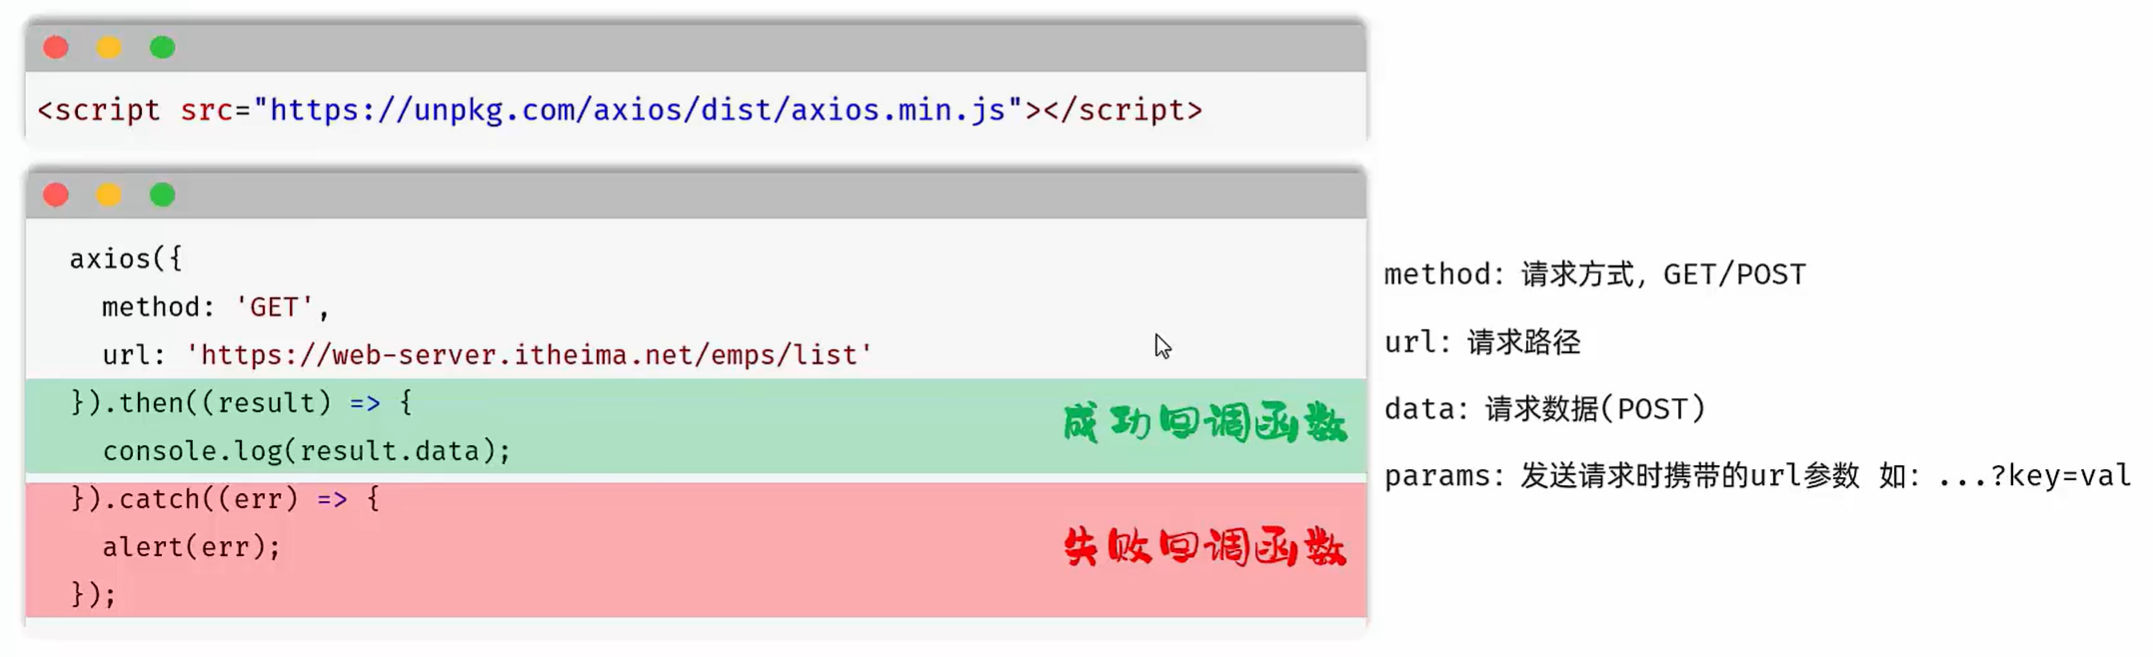 <script src="https://unpkg.com/axios/dist/axios.min.js"></script>
axios({
method: 'GET',
url: 'https://web-server.itheima.net/emps/list'
}).then((result) => {
console.log(result.data);
成功回调函数
}).catch((err) => {
alert(err);
失败回调函数
});
method：请求方式，GET/POST
url：请求路径
data：请求数据(POST)
params：发送请求时携带的url参数 如：...?key=val